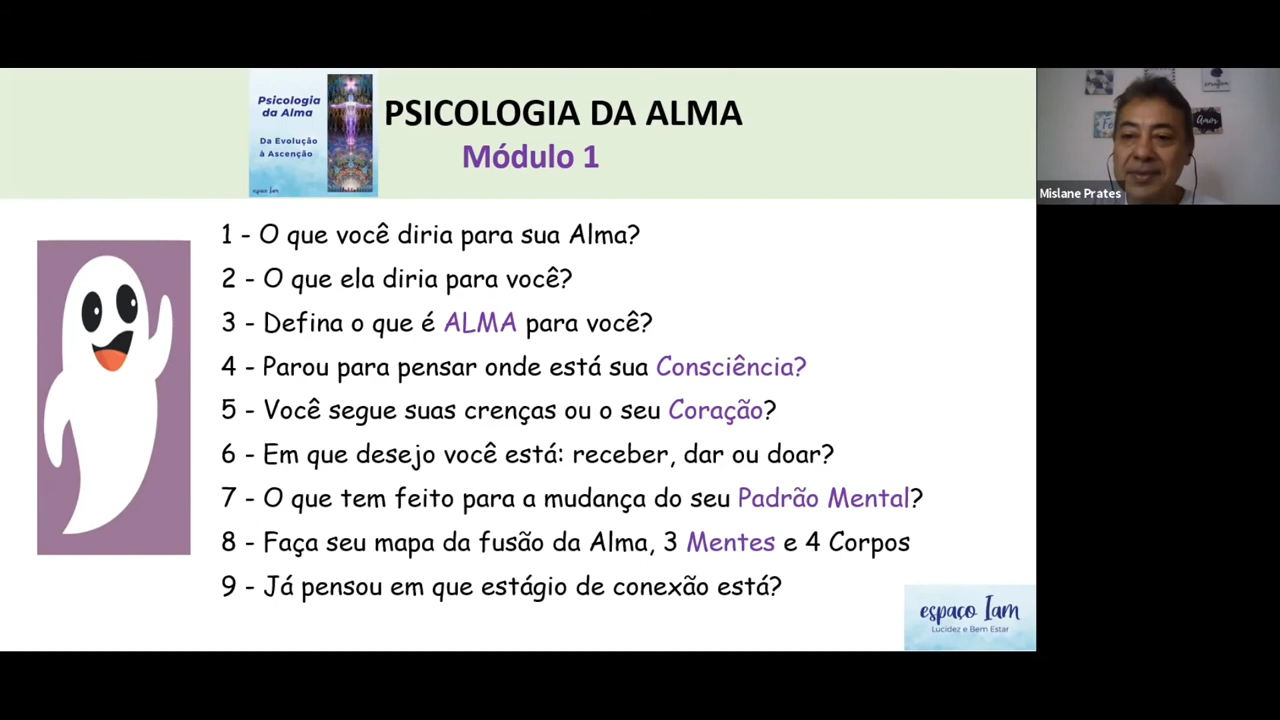 Psicologia
da Alma
Da Evolução
à Ascenção
espaço Iam
PSICOLOGIA DA ALMA
Módulo 1
1 - O que você diria para sua Alma?
2 - O que ela diria para você?
3 - Defina o que é ALMA para você?
4 - Parou para pensar onde está sua Consciência?
5 - Você segue suas crenças ou o seu Coração?
6 - Em que desejo você está: receber, dar ou doar?
7 - O que tem feito para a mudança do seu Padrão Mental?
8 - Faça seu mapa da fusão da Alma, 3 Mentes e 4 Corpos
9 - Já pensou em que estágio de conexão está?
espaço Iam
Lucidez e Bem Estar
Amor
Mislane Prates